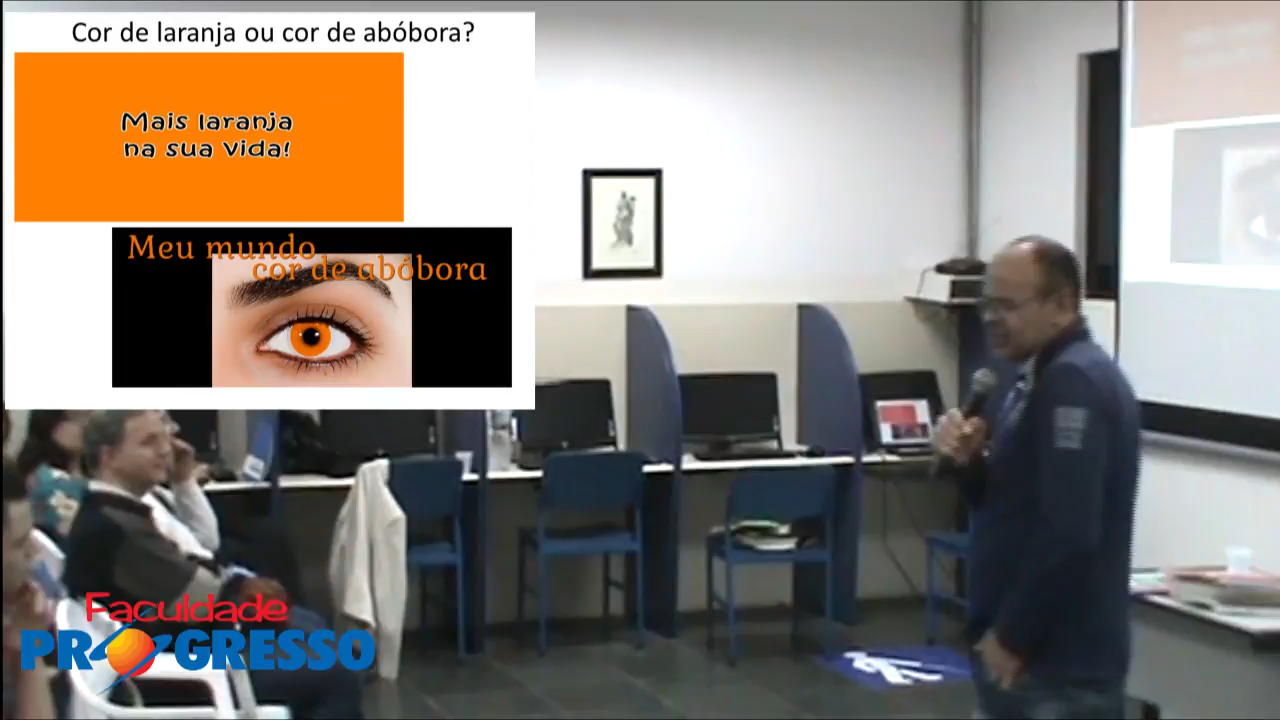 Cor de laranja ou cor de abóbora?
Mais laranja
na sua vida!
Meu mundo
cor de abóbora
Faculdade
PROGRESSO